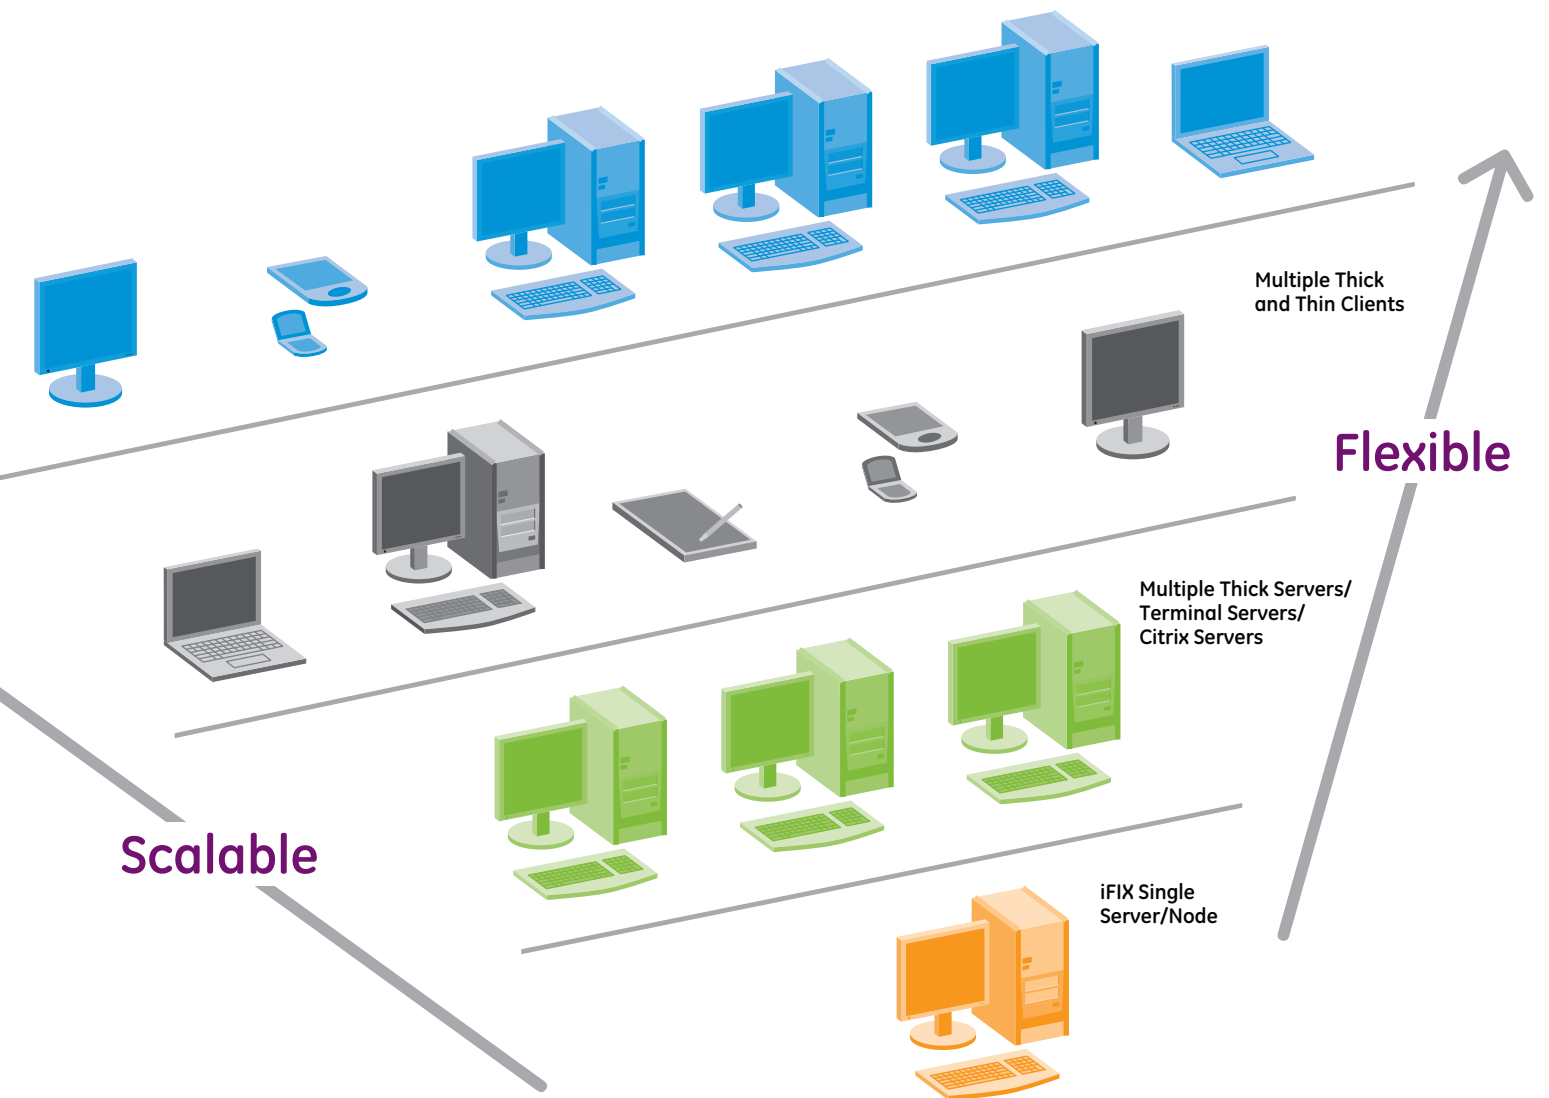 Multiple Thick
and Thin Clients
Flexible
Multiple Thick Servers/
Terminal Servers/
Citrix Servers
Scalable
iFIX Single
Server/Node